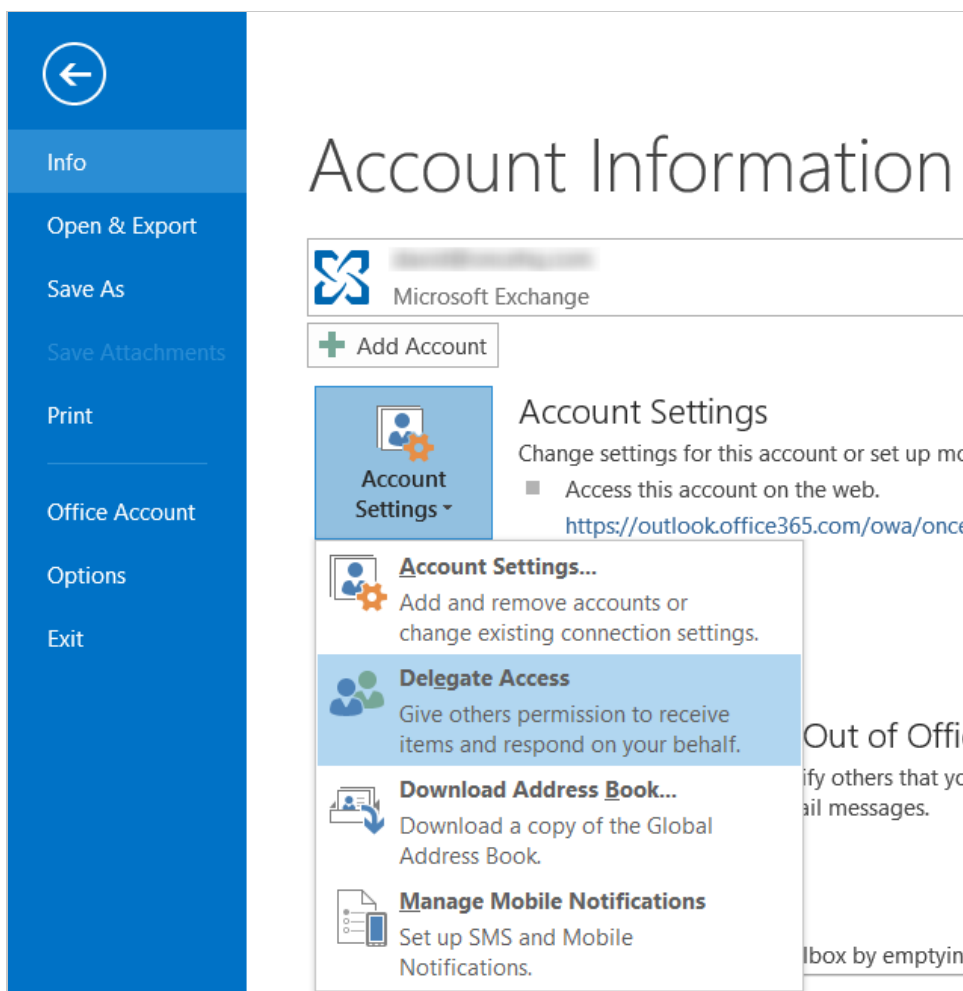 Info
Open & Export
Save As
Save Attachments
Print
Office Account
Options
Exit
Account Information
Microsoft Exchange
Add Account
Account
Settings
Account Settings
Change settings for this account or set up
Access this account on the web.
https://outlook.office365.com/owa/once
Account Settings...
Add and remove accounts or
change existing connection settings.
Delegate Access
Give others permission to receive
items and respond on your behalf.
Download Address Book...
Download a copy of the Global
Address Book.
Manage Mobile Notifications
Set up SMS and Mobile
Notifications.
Out of Offi
ify others that yo
ail messages.
lbox by emptyin